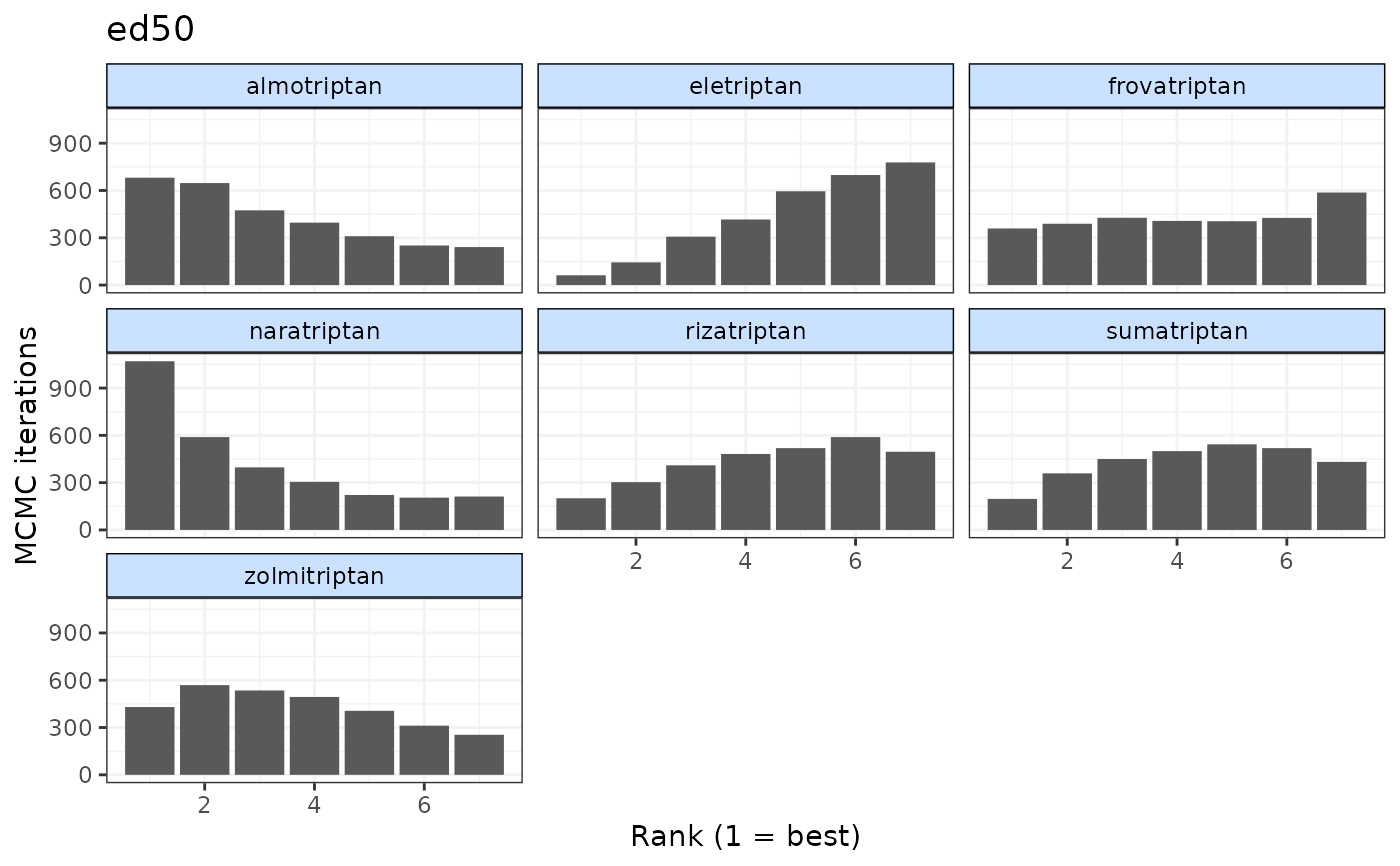 ed50
almotriptan
eletriptan
frovatriptan
900
600
300
0
naratriptan
rizatriptan
sumatriptan
900
600
300
0
2 4 6
2 4 6
zolmitriptan
900
600
300
0
2 4 6
MCMC iterations
Rank (1 = best)